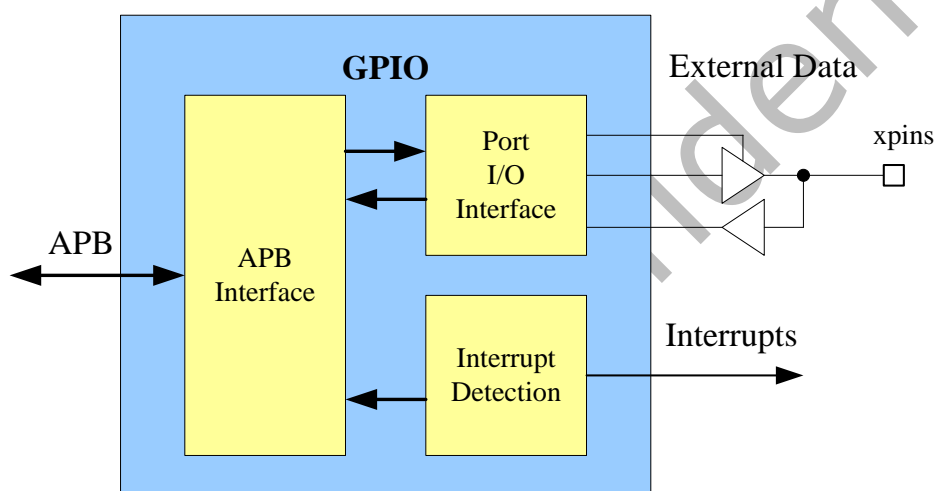 GPIO
External Data
Port
I/O
Interface
xpins
APB
APB
Interface
Interrupts
Interrupt
Detection